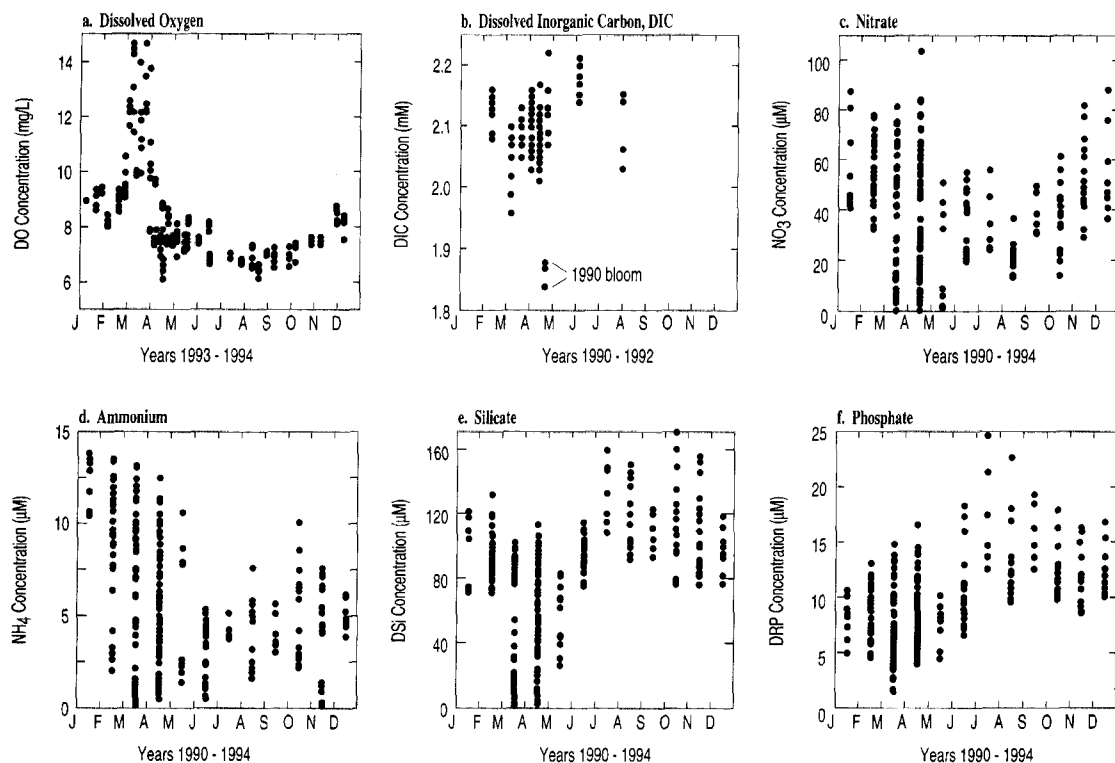 a. Dissolved Oxygen
14
12
10
8
6
DO Concentration (mg/L)
J F M A M J J A S O N D
Years 1993 - 1994
b. Dissolved Inorganic Carbon, DIC
2.2
2.1
2.0
1.9
1.8
DIC Concentration (mM)
1990 bloom
J F M A M J J A S O N D
Years 1990 - 1992
c. Nitrate
100
80
60
40
20
0
NO3 Concentration (µM)
J F M A M J J A S O N D
Years 1990 - 1994
d. Ammonium
15
10
5
0
NH4 Concentration (µM)
J F M A M J J A S O N D
Years 1990 - 1994
e. Silicate
160
120
80
40
0
DSi Concentration (µM)
J F M A M J J A S O N D
Years 1990 - 1994
f. Phosphate
25
20
15
10
5
0
DRP Concentration (µM)
J F M A M J J A S O N D
Years 1990 - 1994